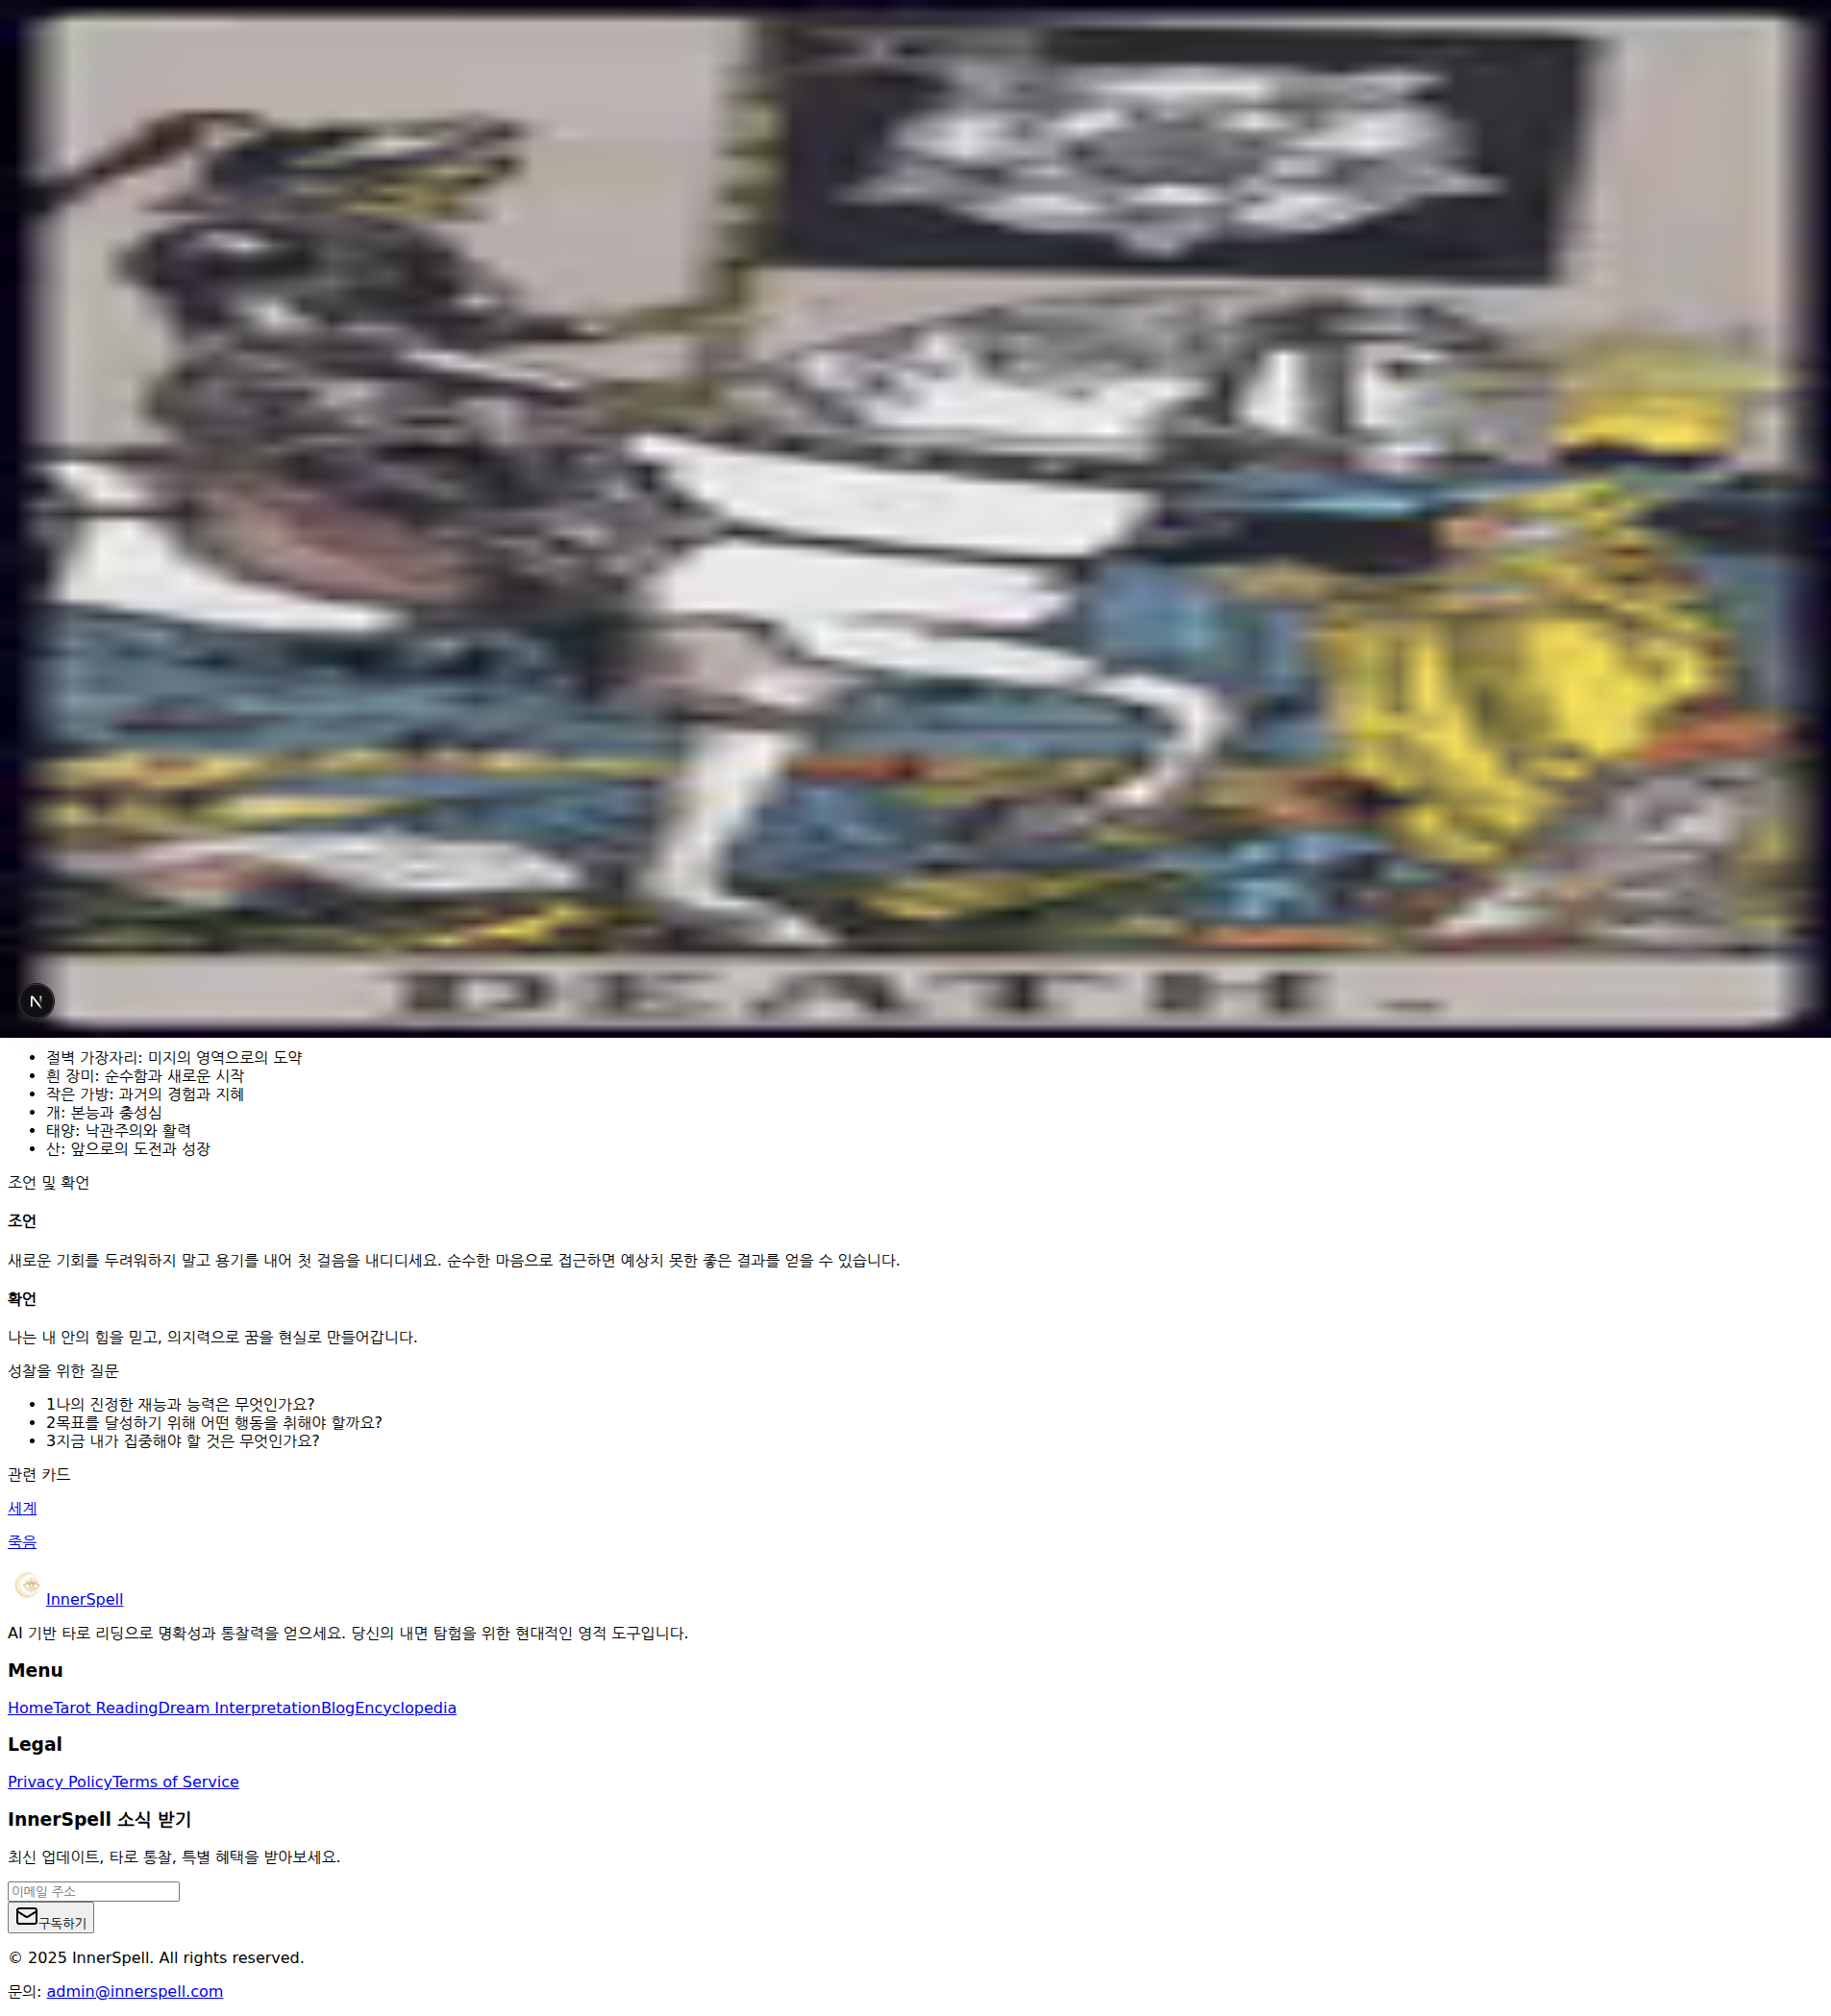 DEATH.
N
절벽 가장자리: 미지의 영역으로의 도약
흰 장미: 순수함과 새로운 시작
작은 가방: 과거의 경험과 지혜
개: 본능과 충성심
태양: 낙관주의와 활력
산: 앞으로의 도전과 성장
조언 및 확언
조언
새로운 기회를 두려워하지 말고 용기를 내어 첫 걸음을 내디디세요. 순수한 마음으로 접근하면 예상치 못한 좋은 결과를 얻을 수 있습니다.
확언
나는 내 안의 힘을 믿고, 의지력으로 꿈을 현실로 만들어갑니다.
성찰을 위한 질문
1나의 진정한 재능과 능력은 무엇인가요?
2목표를 달성하기 위해 어떤 행동을 취해야 할까요?
3지금 내가 집중해야 할 것은 무엇인가요?
관련 카드
세계
죽음
InnerSpell
AI 기반 타로 리딩으로 명확성과 통찰력을 얻으세요. 당신의 내면 탐험을 위한 현대적인 영적 도구입니다.
Menu
HomeTarot ReadingDream InterpretationBlogEncyclopedia
Legal
Privacy PolicyTerms of Service
InnerSpell 소식 받기
최신 업데이트, 타로 통찰, 특별 혜택을 받아보세요.
이메일 주소
구독하기
© 2025 InnerSpell. All rights reserved.
문의: admin@innerspell.com